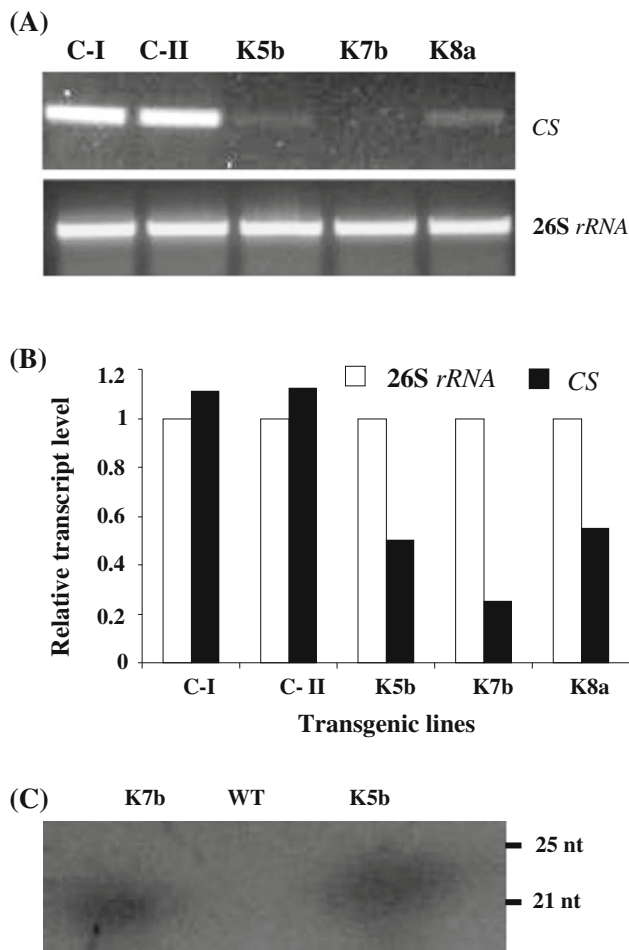 (A)
C-I C-II K5b K7b K8a
CS
26S rRNA
(B)
26S rRNA CS
1.2
1
0.8
0.6
0.4
0.2
0
Relative transcript level
C-I C- II K5b K7b K8a
Transgenic lines
(C)
K7b WT K5b
25 nt
21 nt